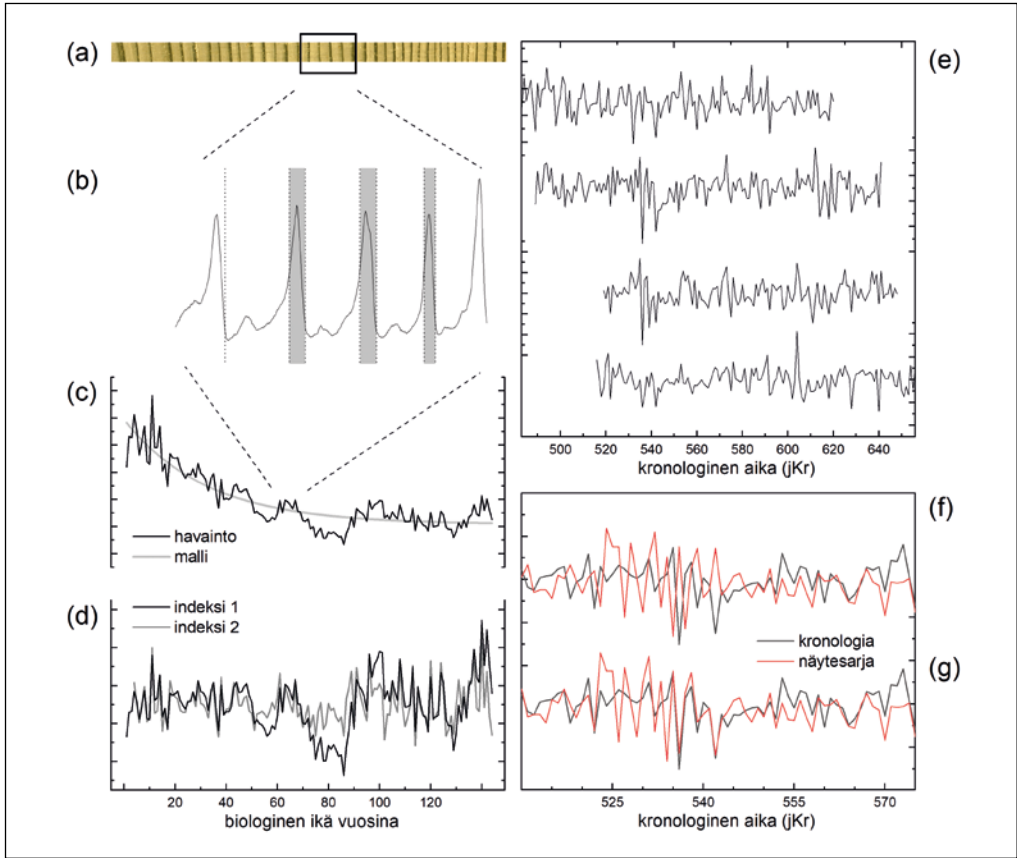 (a)
(b)
(c)
havainto
malli
(d)
indeksi 1
indeksi 2
20 40 60 80 100 120
biologinen ikä vuosina
(e)
500 520 540 560 580 600 620 640
kronologinen aika (jKr)
(f)
kronologia
näytesarja
(g)
525 540 555 570
kronologinen aika (jKr)